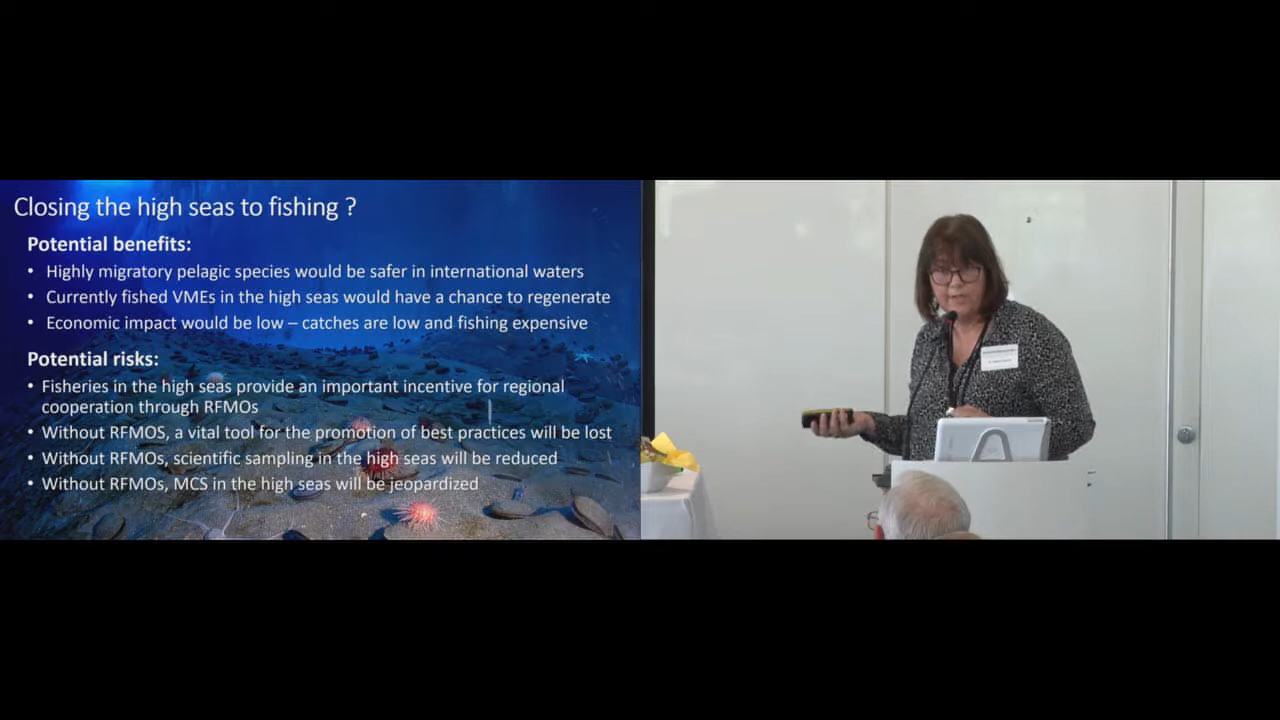 Closing the high seas to fishing ?
Potential benefits:
• Highly migratory pelagic species would be safer in international waters
• Currently fished VMEs in the high seas would have a chance to regenerate
• Economic impact would be low – catches are low and fishing expensive
Potential risks:
• Fisheries in the high seas provide an important incentive for regional
cooperation through RFMOs
• Without RFMOS, a vital tool for the promotion of best practices will be lost
• Without RFMOs, scientific sampling in the high seas will be reduced
• Without RFMOs, MCS in the high seas will be jeopardized